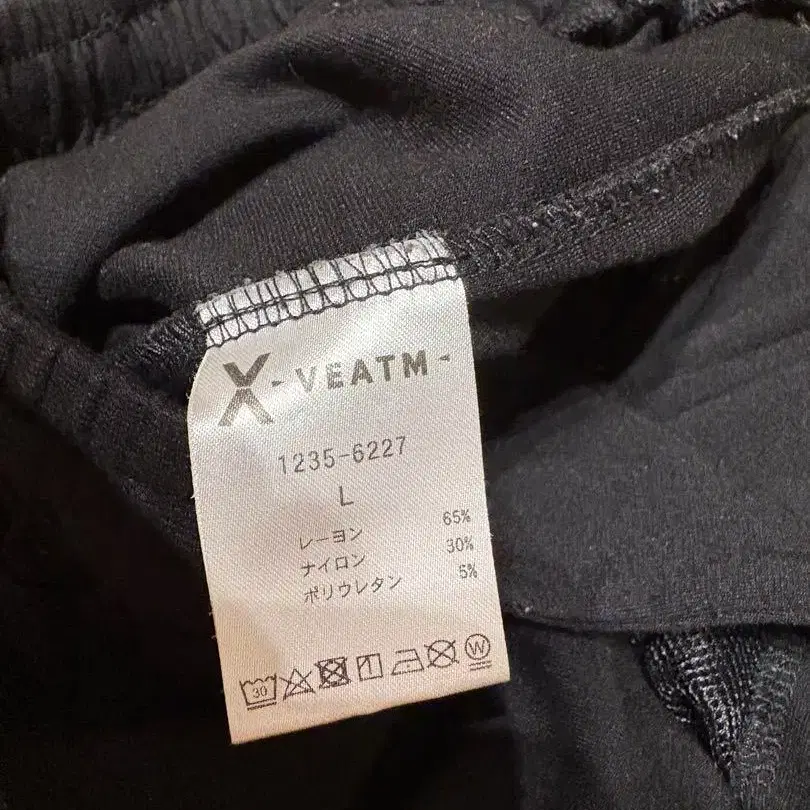 X-VEATM-
1235-6227
L
レーヨン 65%
ナイロン 30%
ポリウレタン 5%
30 W